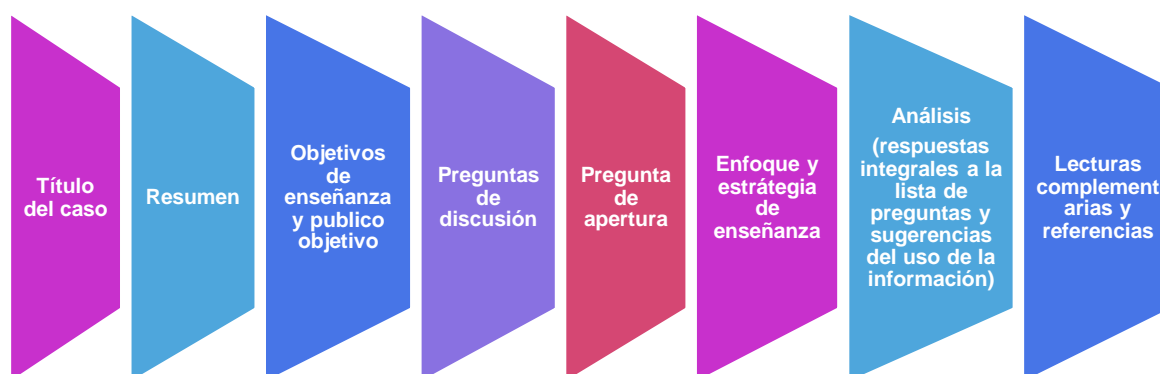 Título
del caso
Resumen
Objetivos
de
enseñanza
y publico
objetivo
Preguntas
de
discusión
Pregunta
de
apertura
Enfoque y
estrátegia
de
enseñanza
Análisis
(respuestas
integrales a la
lista de
preguntas y
sugerencias
del uso de la
información)
Lecturas
complement
arias y
referencias